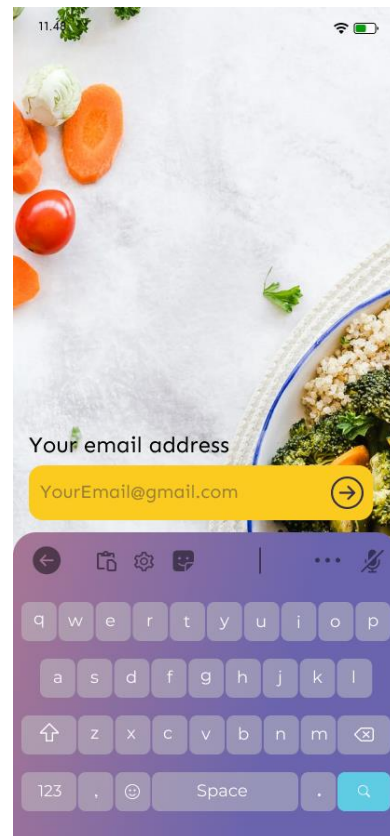 11.48
Your email address
YourEmail@gmail.com
q w e r t y u i o p
a s d f g h j k l
z x c v b n m
123 , Space .